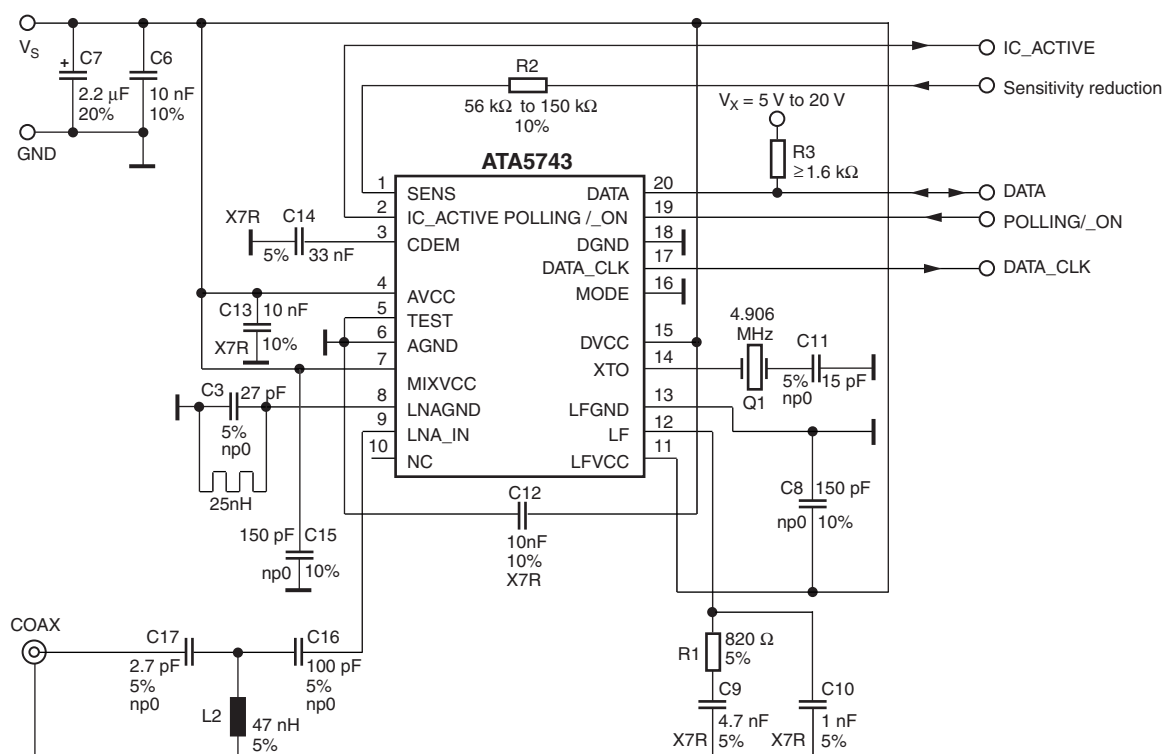 V_S
C7
2.2 μF
20%
C6
10 nF
10%
GND
IC_ACTIVE
R2
Sensitivity reduction
56 kΩ to 150 kΩ
10%
V_X = 5 V to 20 V
R3
≥1.6 kΩ
ATA5743
1 SENS DATA 20 DATA
2 IC_ACTIVE POLLING /_ON 19 POLLING/_ON
X7R C14
5% 33 nF
3 CDEM DGND 18
DATA_CLK 17 DATA_CLK
4 AVCC MODE 16
C13 10 nF
X7R 10%
5 TEST
6 AGND DVCC 15
7 MIXVCC XTO 14
4.906
MHz
Q1
C11
5% 15 pF
np0
C3 27 pF
5%
np0
25nH
8 LNAGND LFGND 13
9 LNA_IN LF 12
10 NC LFVCC 11
C12
10nF
10%
X7R
C8 150 pF
np0 10%
150 pF C15
np0 10%
COAX
C17
2.7 pF
5%
np0
C16
100 pF
5%
np0
L2
47 nH
5%
R1 820 Ω
5%
C9
4.7 nF
X7R 5%
C10
1 nF
X7R 5%